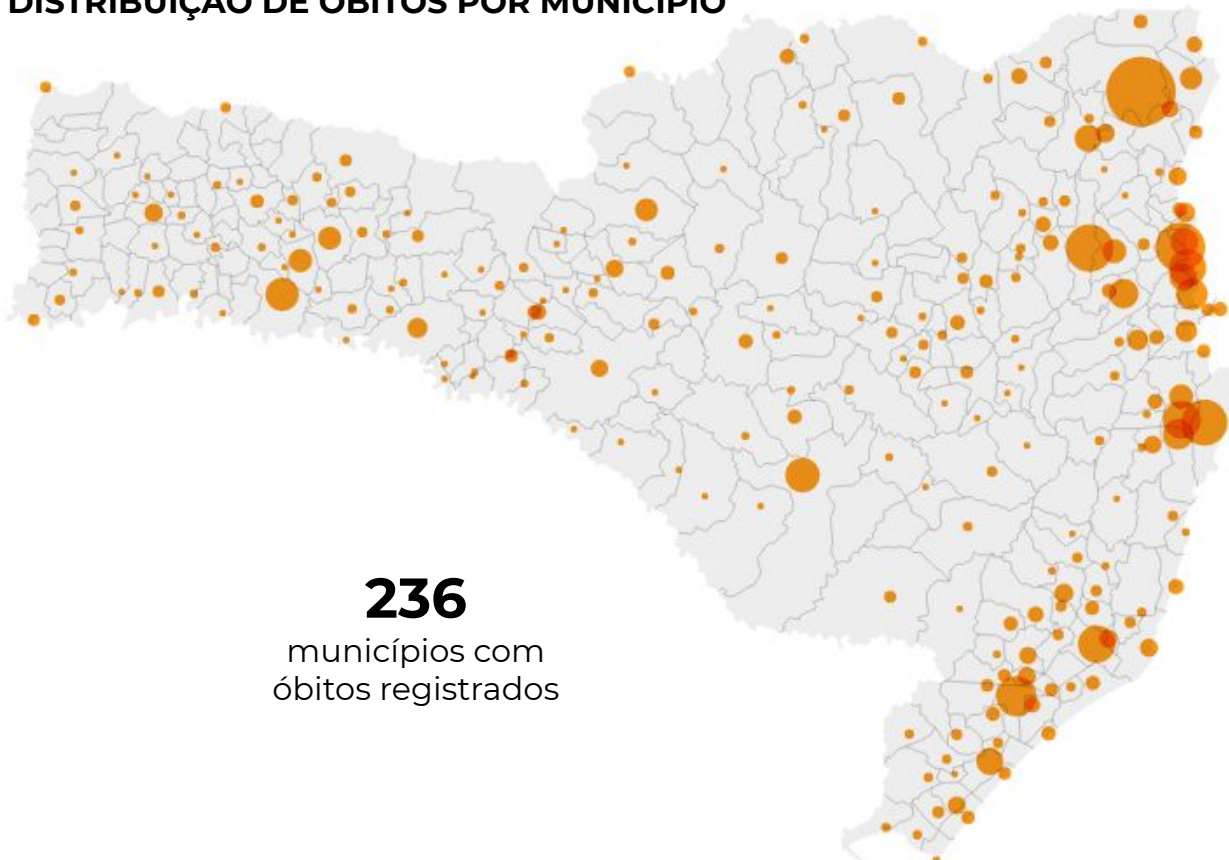 DISTRIBUIÇÃO DE ÓBITOS POR MUNICÍPIO
236
municípios com
óbitos registrados